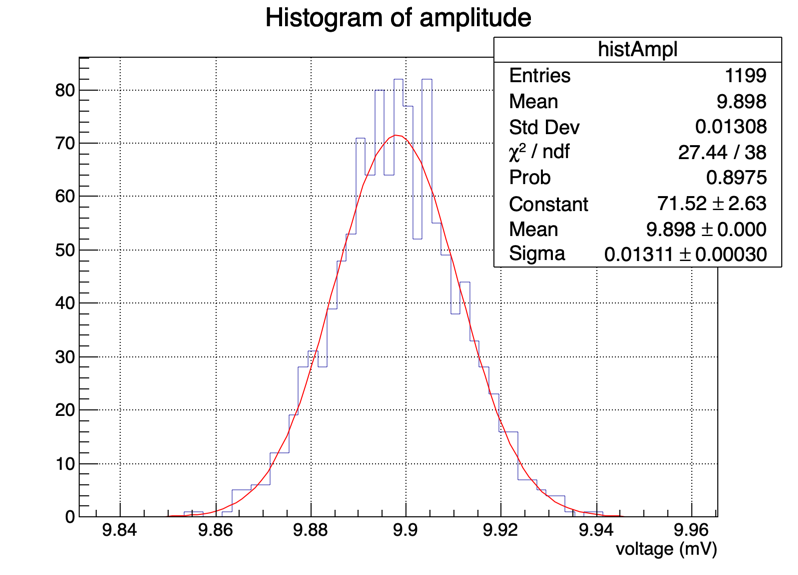 Histogram of amplitude
histAmpl
Entries 1199
Mean 9.898
Std Dev 0.01308
χ² / ndf 27.44 / 38
Prob 0.8975
Constant 71.52 ± 2.63
Mean 9.898 ± 0.000
Sigma 0.01311 ± 0.00030
80
70
60
50
40
30
20
10
0
9.84 9.86 9.88 9.9 9.92 9.94 9.96
voltage (mV)